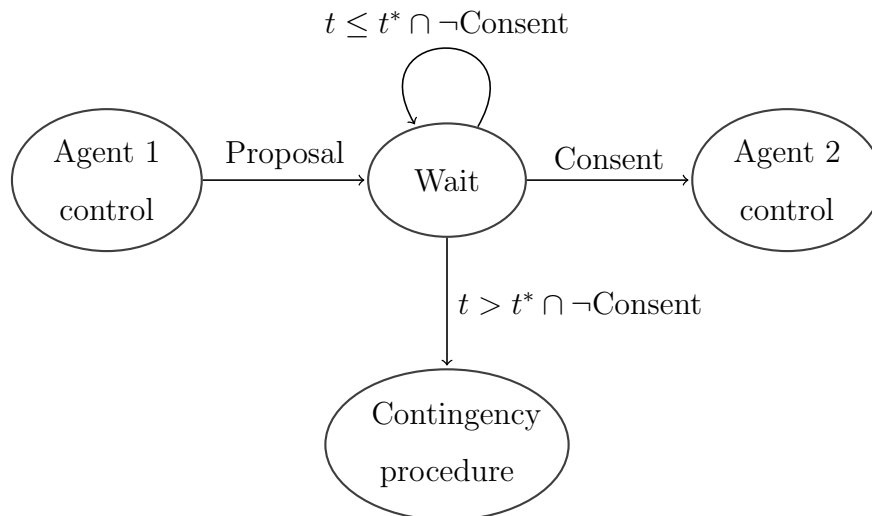 t ≤ t* ∩ ¬Consent
Agent 1
control
Proposal
Wait
Consent
Agent 2
control
t > t* ∩ ¬Consent
Contingency
procedure